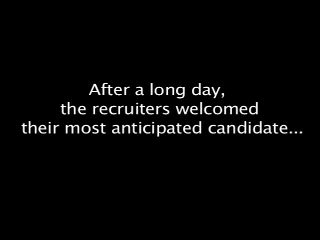 After a long day,
the recruiters welcomed
their most anticipated candidate...